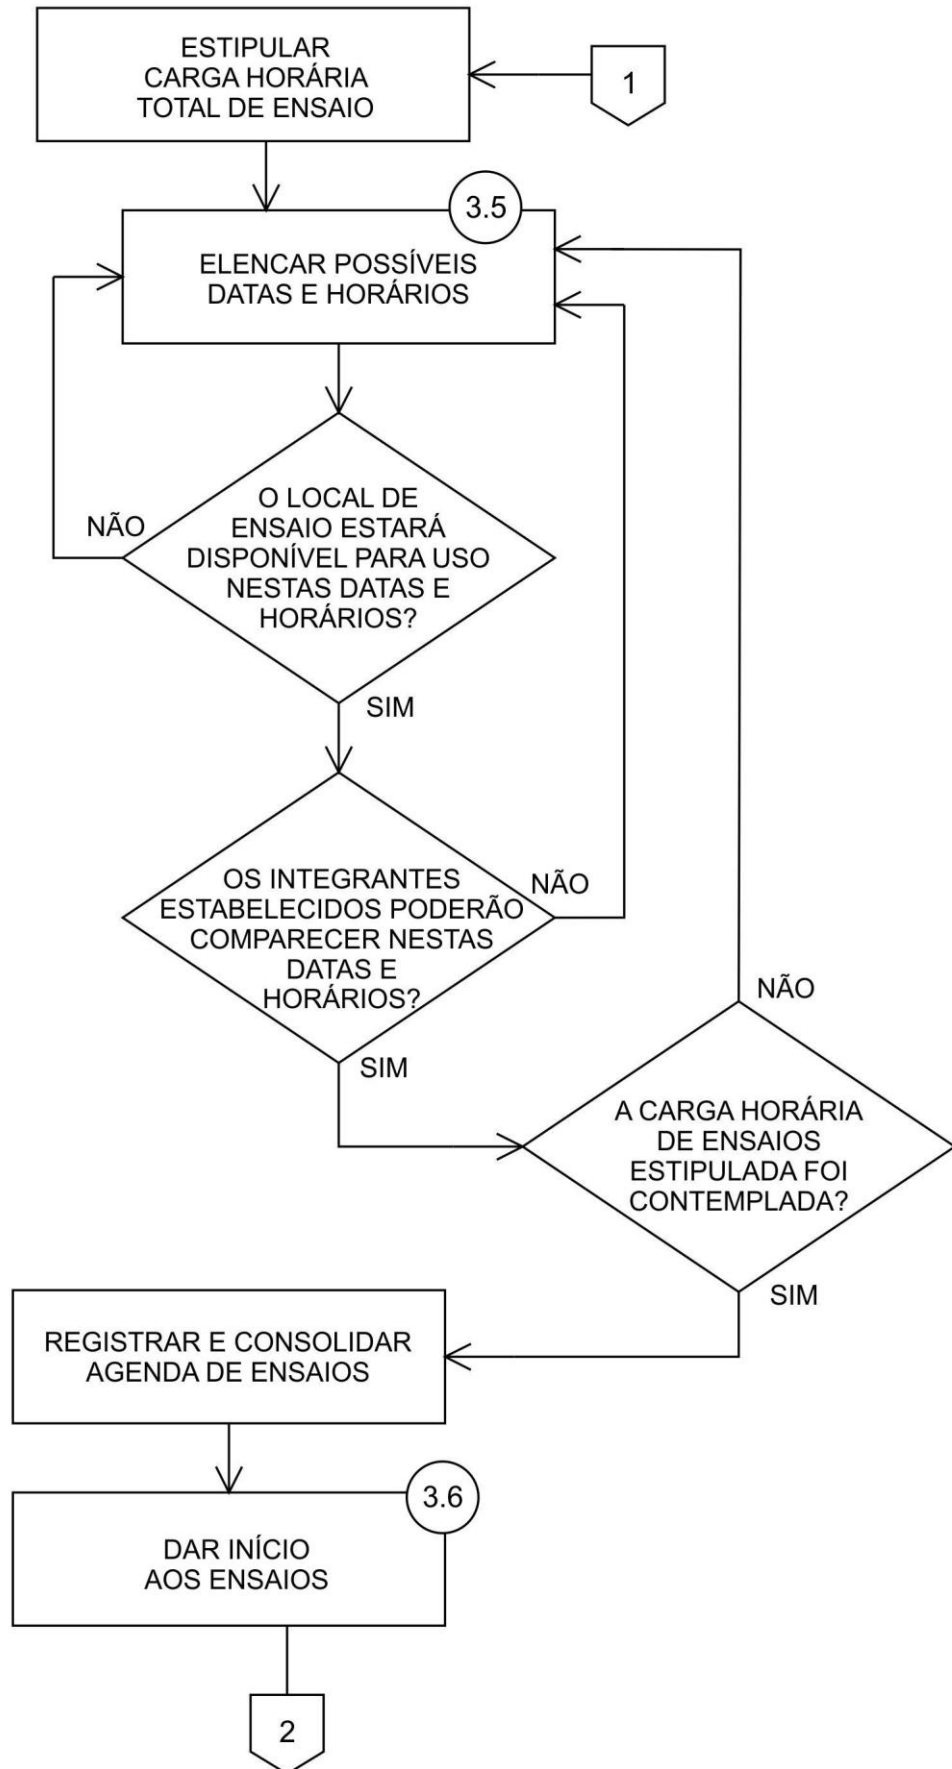 ESTIPULAR
CARGA HORÁRIA
TOTAL DE ENSAIO
1
3.5
ELENCAR POSSÍVEIS
DATAS E HORÁRIOS
O LOCAL DE
ENSAIO ESTARÁ
DISPONÍVEL PARA USO
NESTAS DATAS E
HORÁRIOS?
NÃO
SIM
OS INTEGRANTES
ESTABELECIDOS PODERÃO
COMPARECER NESTAS
DATAS E
HORÁRIOS?
NÃO
SIM
A CARGA HORÁRIA
DE ENSAIOS
ESTIPULADA FOI
CONTEMPLADA?
NÃO
SIM
REGISTRAR E CONSOLIDAR
AGENDA DE ENSAIOS
3.6
DAR INÍCIO
AOS ENSAIOS
2